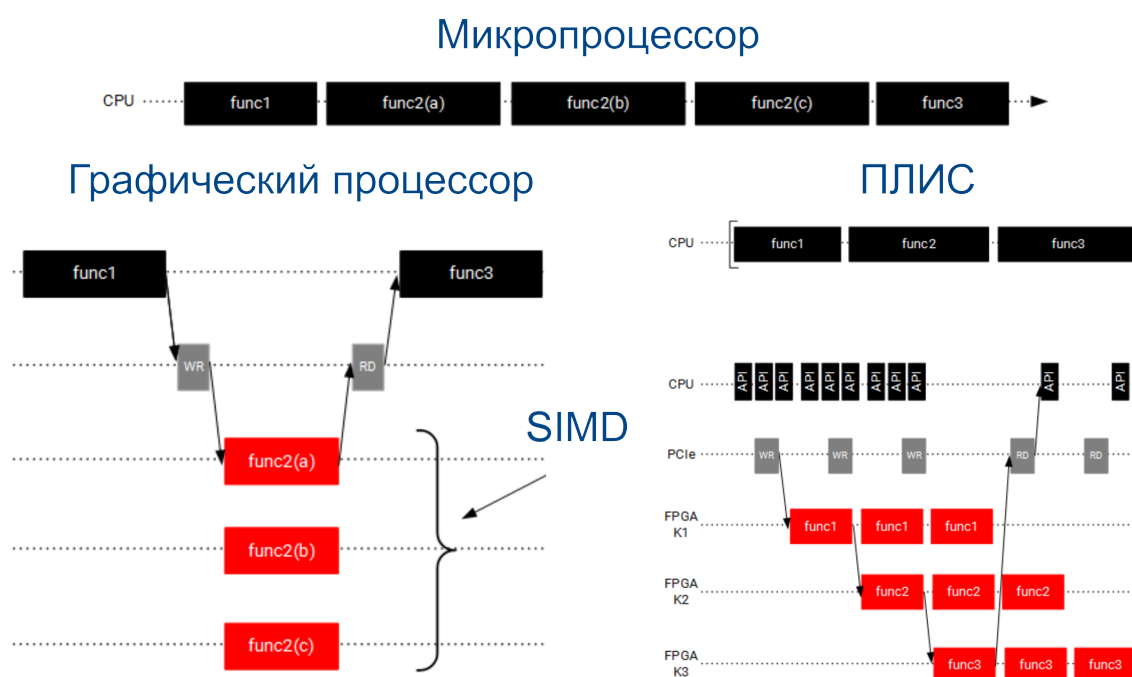 Микропроцессор
CPU func1 func2(a) func2(b) func2(c) func3
Графический процессор
func1 func3
WR RD
func2(a)
func2(b)
func2(c)
SIMD
ПЛИС
CPU func1 func2 func3
CPU API API API API API API API API API API API
PCIe WR WR WR RD RD
FPGA
K1 func1 func1 func1
FPGA
K2 func2 func2 func2
FPGA
K3 func3 func3 func3